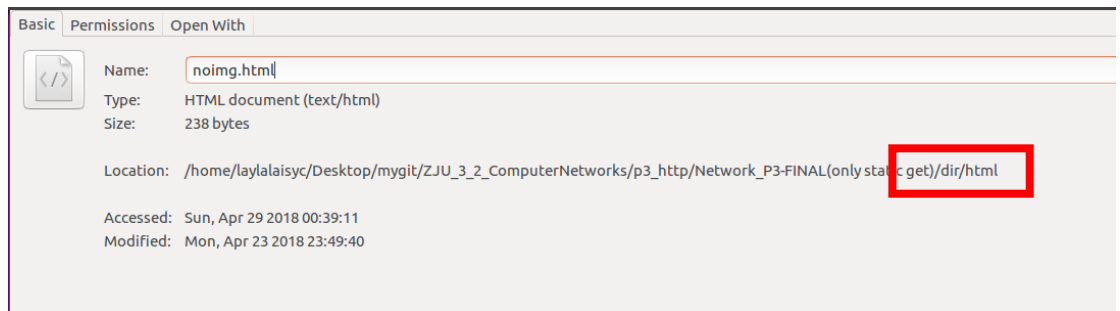 Basic Permissions Open With
Name: noimg.html
Type: HTML document (text/html)
Size: 238 bytes
Location: /home/laylalaisyc/Desktop/mygit/ZJU_3_2_ComputerNetworks/p3_http/Network_P3-FINAL(only static get)/dir/html
Accessed: Sun, Apr 29 2018 00:39:11
Modified: Mon, Apr 23 2018 23:49:40